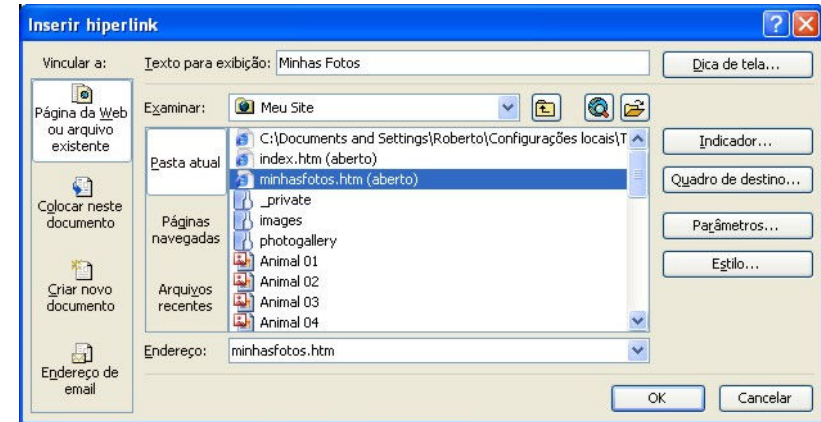 Inserir hiperlink
Vincular a:
Texto para exibição: Minhas Fotos
Dica de tela...
Página da Web
ou arquivo
existente
Colocar neste
documento
Criar novo
documento
Endereço de
email
Examinar: Meu Site
Pasta atual
Páginas
navegadas
Arquivos
recentes
C:\Documents and Settings\Roberto\Configurações locais\T
index.htm (aberto)
minhasfotos.htm (aberto)
_private
images
photogallery
Animal 01
Animal 02
Animal 03
Animal 04
Indicador...
Quadro de destino...
Parâmetros...
Estilo...
Endereço: minhasfotos.htm
OK
Cancelar